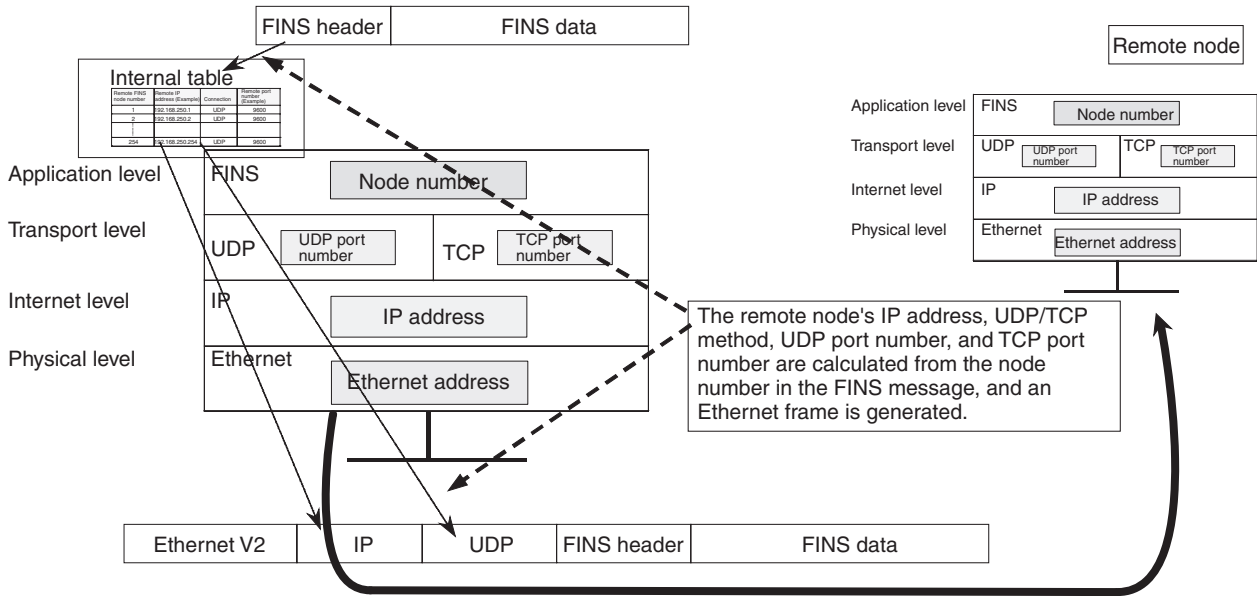 FINS header
FINS data
Remote node
Internal table
Remote FINS node number
Remote IP address (Example)
Connection
Remote port number (Example)
1 192.168.250.1 UDP 9600
2 192.168.250.2 UDP 9600
254 192.168.250.254 UDP 9600
Application level
FINS
Node number
Transport level
UDP
UDP port
number
TCP
TCP port
number
Internet level
IP
IP address
Physical level
Ethernet
Ethernet address
Application level
FINS
Node number
Transport level
UDP
UDP port
number
TCP
TCP port
number
Internet level
IP
IP address
Physical level
Ethernet
Ethernet address
The remote node's IP address, UDP/TCP
method, UDP port number, and TCP port
number are calculated from the node
number in the FINS message, and an
Ethernet frame is generated.
Ethernet V2
IP
UDP
FINS header
FINS data